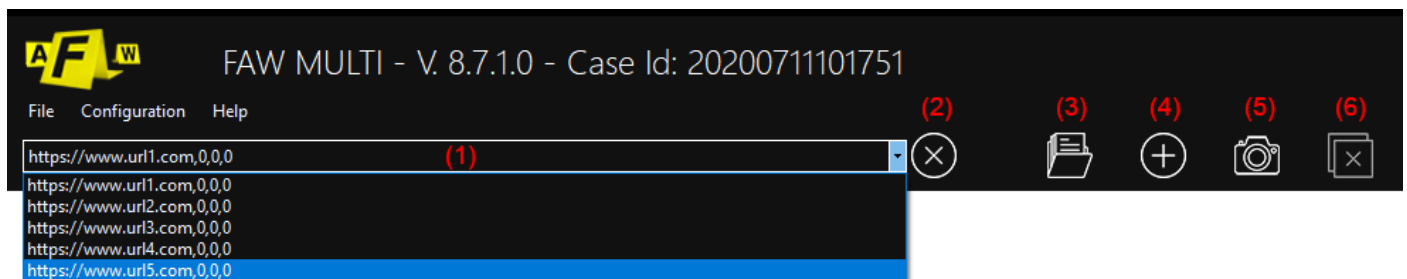 A F W
FAW MULTI - V. 8.7.1.0 - Case Id: 20200711101751
File Configuration Help
(2) (3) (4) (5) (6)
https://www.url1.com,0,0,0 (1)
https://www.url1.com,0,0,0
https://www.url2.com,0,0,0
https://www.url3.com,0,0,0
https://www.url4.com,0,0,0
https://www.url5.com,0,0,0